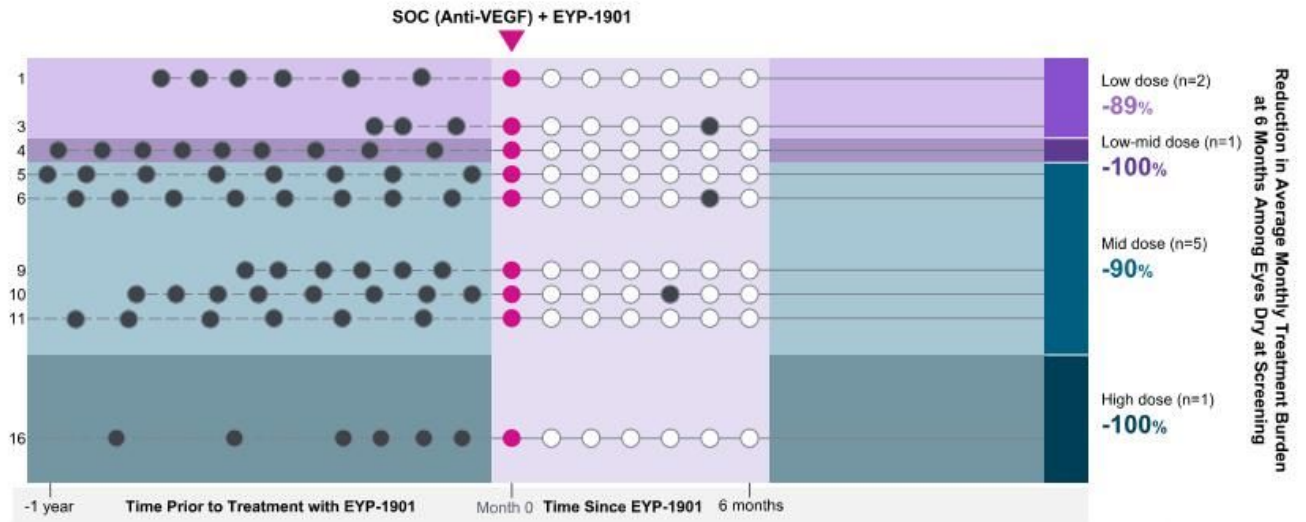 SOC (Anti-VEGF) + EYP-1901
1
3
4
5
6
9
10
11
16
Low dose (n=2)
-89%
Low-mid dose (n=1)
-100%
Mid dose (n=5)
-90%
High dose (n=1)
-100%
Reduction in Average Monthly Treatment Burden
at 6 Months Among Eyes Dry at Screening
-1 year
Time Prior to Treatment with EYP-1901
Month 0
Time Since EYP-1901
6 months